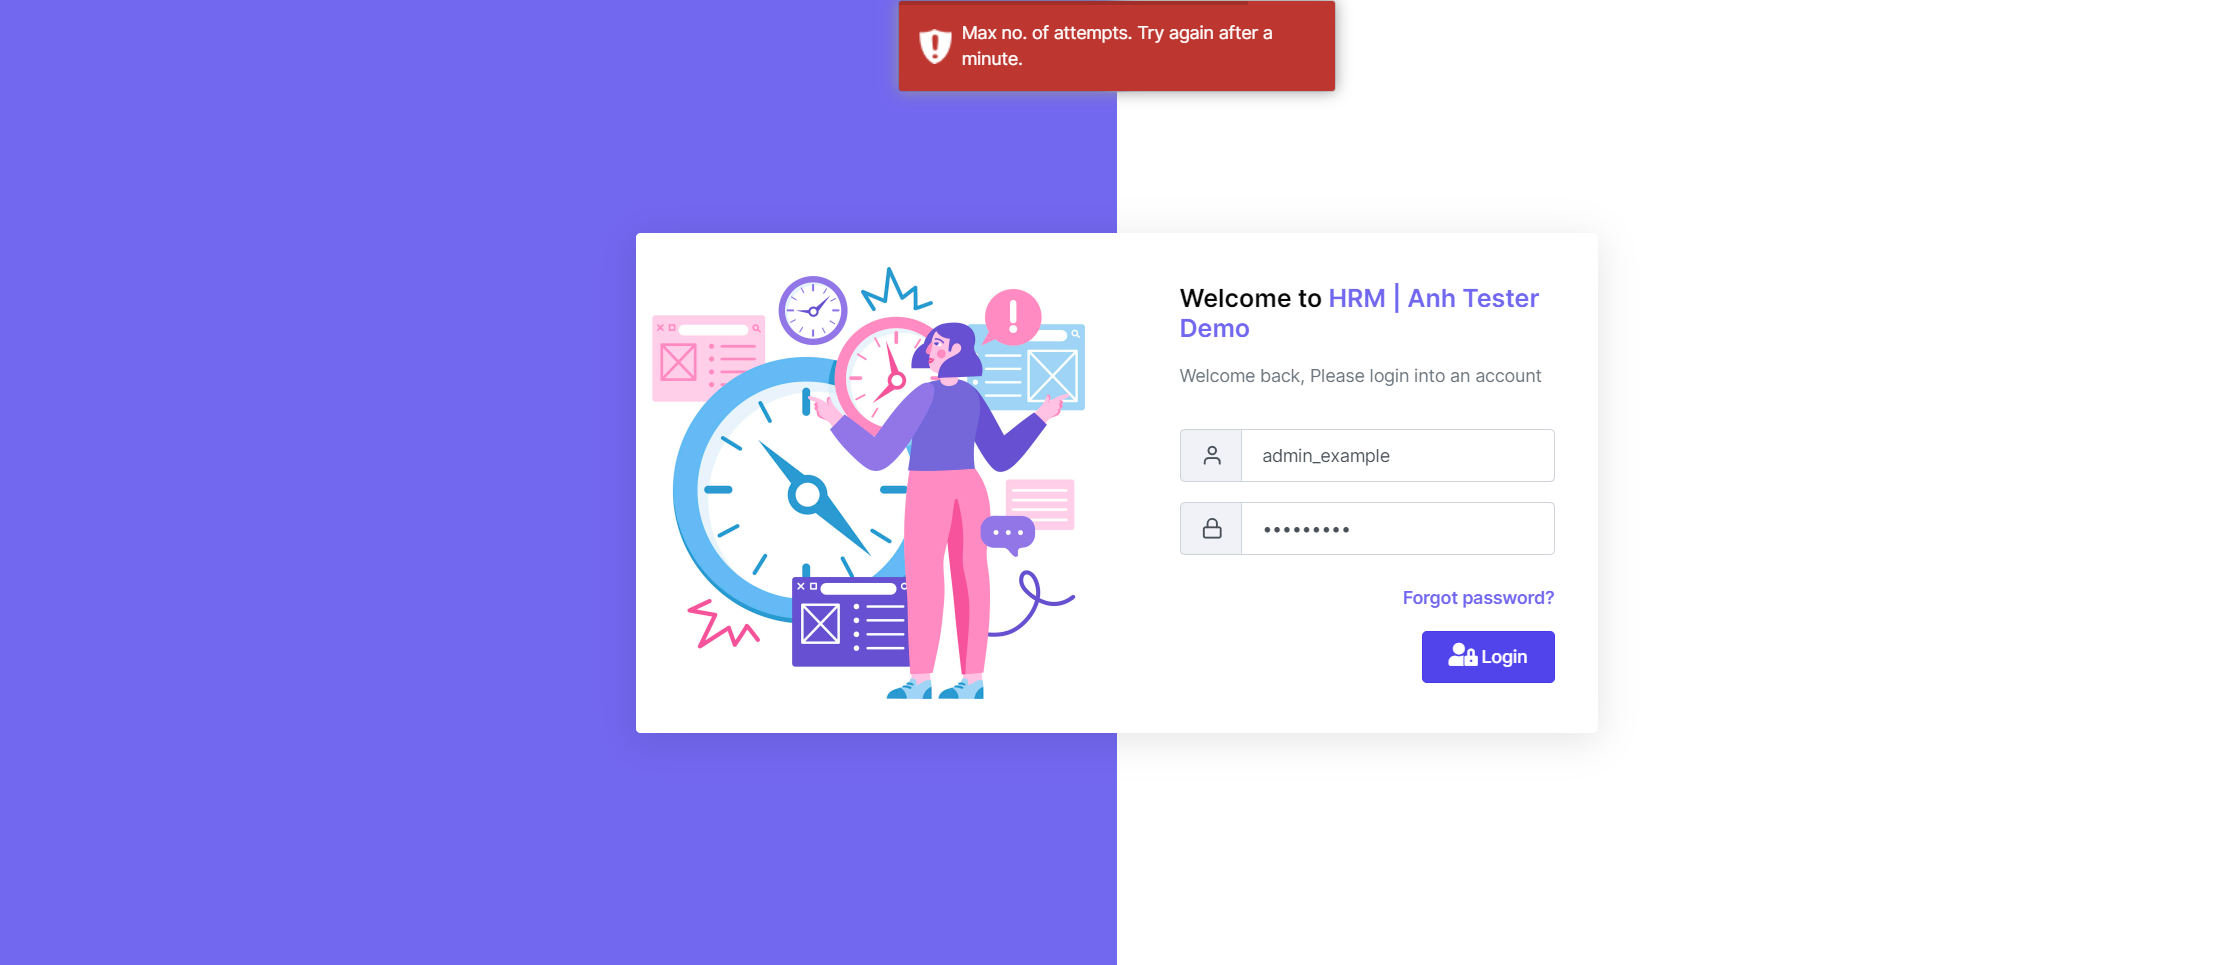 Max no. of attempts. Try again after a
minute.
Welcome to HRM | Anh Tester
Demo
Welcome back, Please login into an account
admin_example
•••••••••
Forgot password?
Login